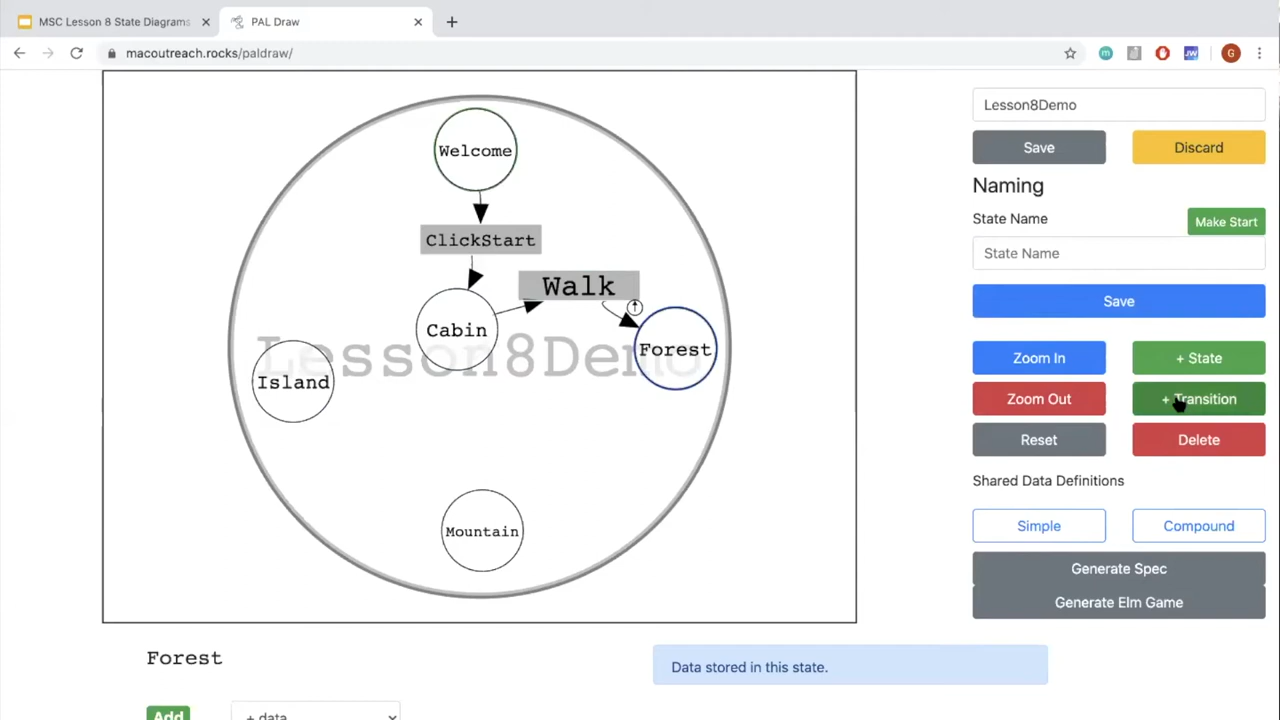 MSC Lesson 8 State Diagrams
PAL Draw
macoutreach.rocks/paldraw/
JW
G
Welcome
ClickStart
Walk
Cabin
Forest
Lesson8Demo
Island
Mountain
Lesson8Demo
Save
Discard
Naming
State Name
Make Start
State Name
Save
Zoom In
+ State
Zoom Out
+ Transition
Reset
Delete
Shared Data Definitions
Simple
Compound
Generate Spec
Generate Elm Game
Forest
Data stored in this state.
Add
+ data